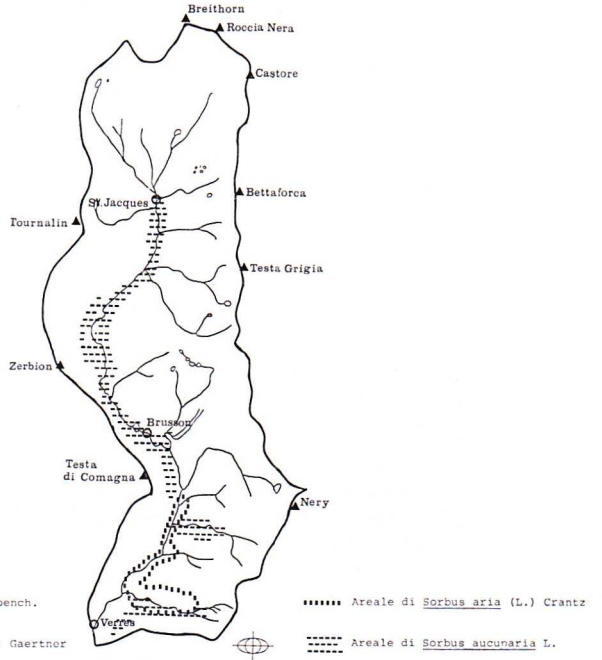 Breithorn
Roccia Nera
Castore
Bettaforca
St. Jacques
Tournalin
Testa Grigia
Zerbion
Brusson
Testa
di Comagna
Nery
bench.
Areale di Sorbus aria (L.) Crantz
Verres
Gaertner
Areale di Sorbus aucunaria L.